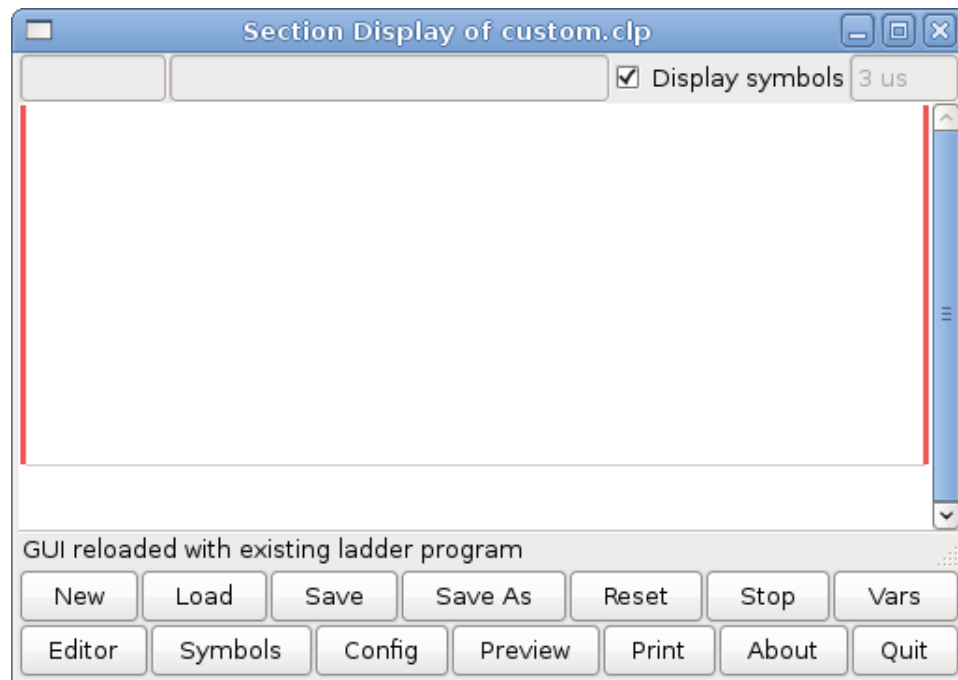 Section Display of custom.clp
Display symbols 3 us
GUI reloaded with existing ladder program
New Load Save Save As Reset Stop Vars
Editor Symbols Config Preview Print About Quit